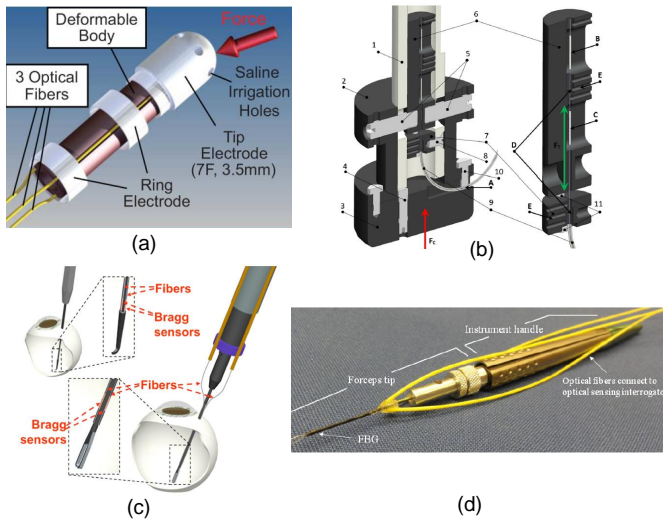 Deformable
Body
Force
3 Optical
Fibers
Saline
Irrigation
Holes
Tip
Electrode
(7F, 3.5mm)
Ring
Electrode
(a)
6
1
5
2
7
8
4
10
A
3
9
Fc
B
E
C
D
E
11
(b)
Fibers
Bragg
sensors
Fibers
Bragg
sensors
(c)
Instrument handle
Forceps tip
Optical fibers connect to
optical sensing interrogato
FBG
(d)